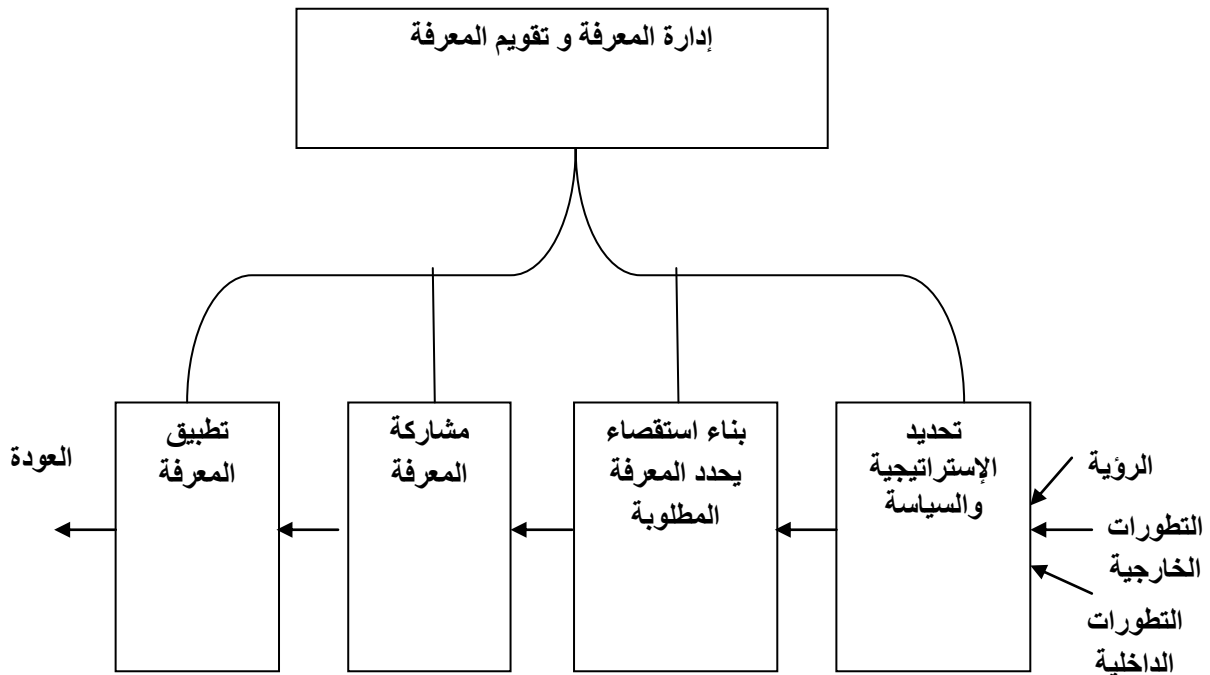 إدارة المعرفة و تقويم المعرفة
الرؤية
التطورات
الخارجية
التطورات
الداخلية
تحديد
الإستراتيجية
والسياسة
بناء استقصاء
يحدد المعرفة
المطلوبة
مشاركة
المعرفة
تطبيق
المعرفة
العودة